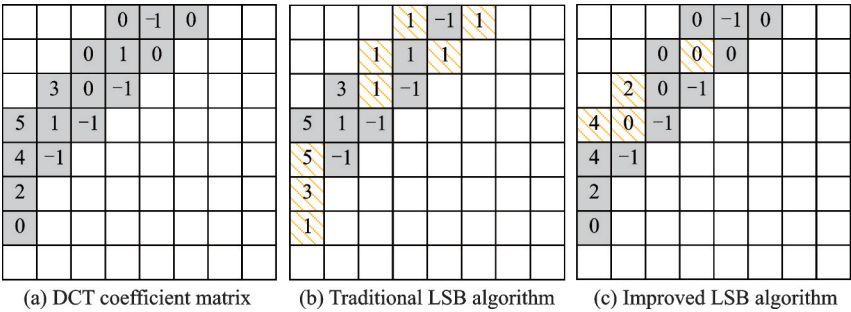 0 −1 0 1 −1 1 0 −1 0
0 1 0 1 1 1 0 0 0
3 0 −1 3 1 −1 2 0 −1
5 1 −1 5 1 −1 4 0 −1
4 −1 5 −1 4 −1
2 3 2
0 1 0
(a) DCT coefficient matrix (b) Traditional LSB algorithm (c) Improved LSB algorithm